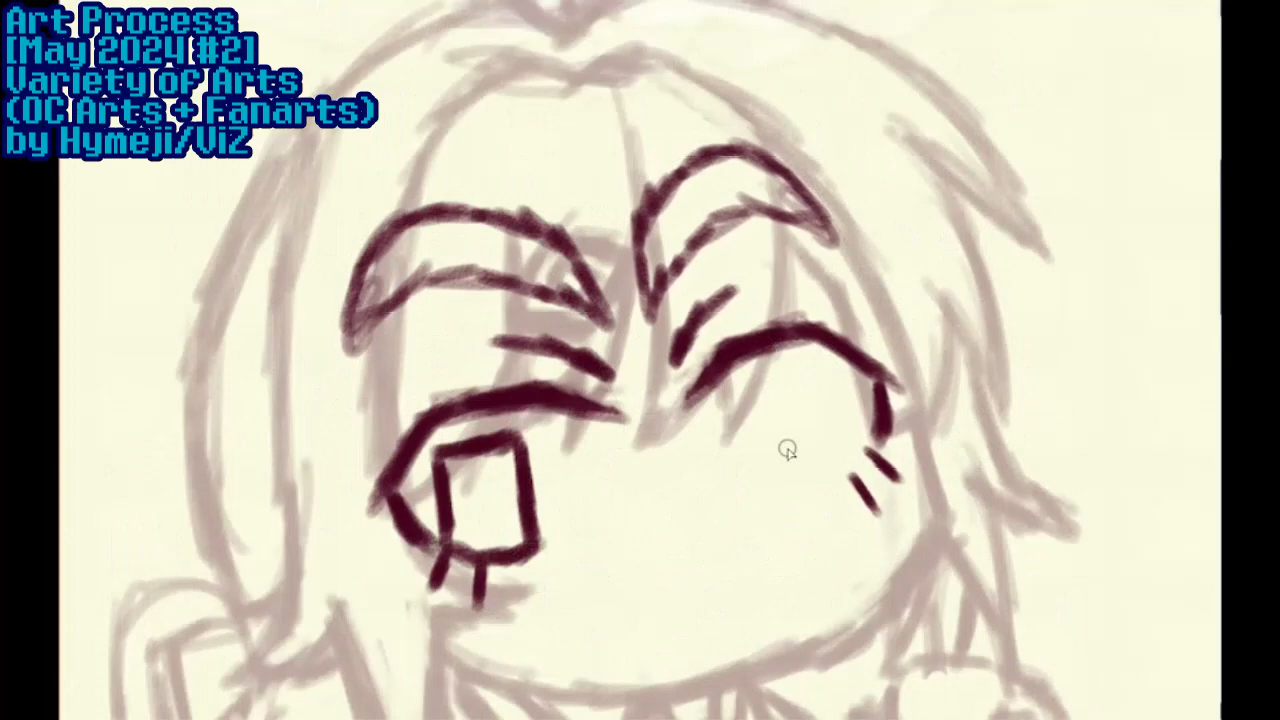 Art Process
[May 2024 #2]
Variety of Arts
(OC Arts + Fanarts)
by Hymeji/ViZ